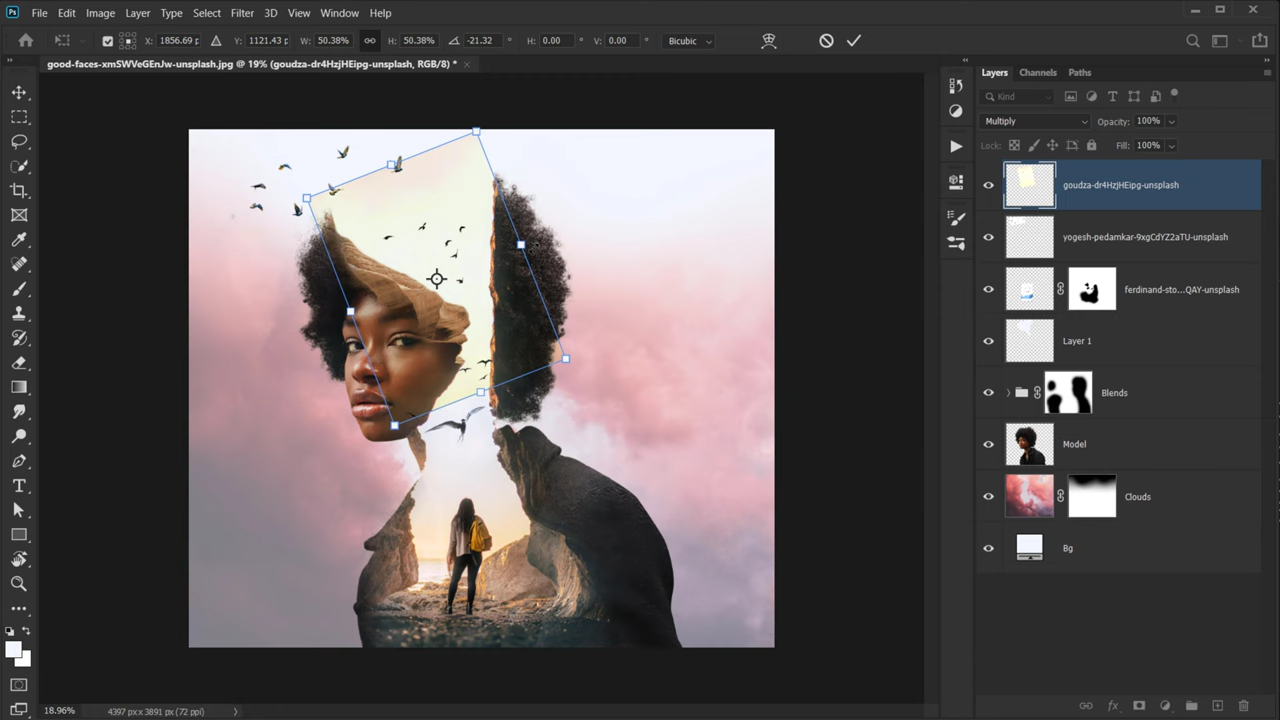 Ps File Edit Image Layer Type Select Filter 3D View Window Help
X: 1856.69 p Y: 1121.43 p W: 50.38% H: 50.38% -21.32 ° H: 0.00 ° V: 0.00 ° Bicubic
good-faces-xmSWVeGEnJw-unsplash.jpg @ 19% (goudza-dr4HzjHEipg-unsplash, RGB/8) *
Layers Channels Paths
Kind
Multiply Opacity: 100%
Lock: Fill: 100%
goudza-dr4HzjHEipg-unsplash
yogesh-pedamkar-9xgCdYZ2aTU-unsplash
ferdinand-sto...QAY-unsplash
Layer 1
Blends
Model
Clouds
Bg
18.96% 4397 px x 3891 px (72 ppi)